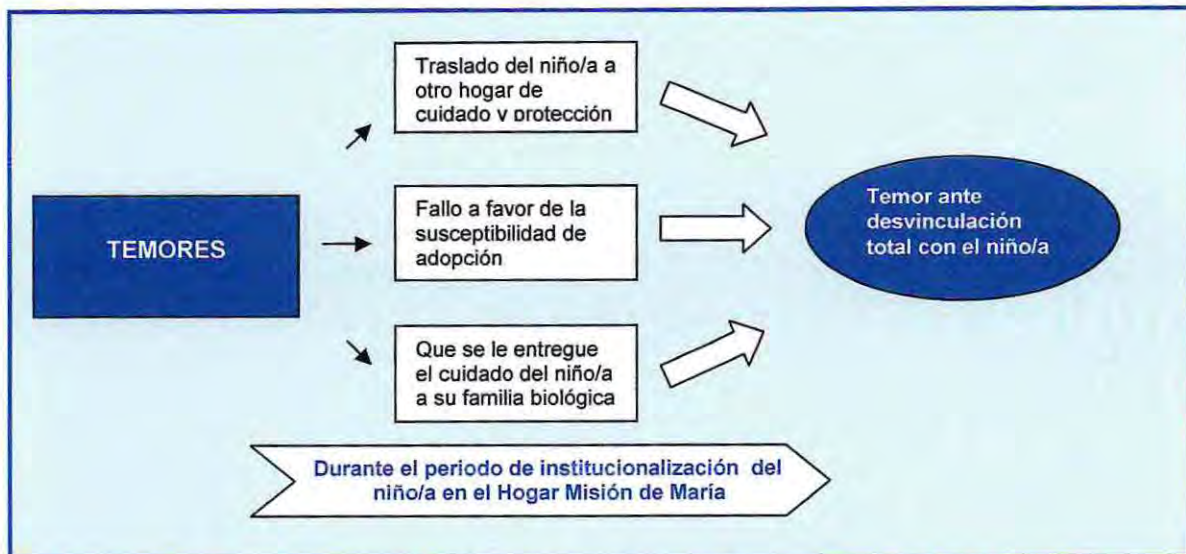 TEMORES
Traslado del niño/a a
otro hogar de
cuidado y protección
Fallo a favor de la
susceptibilidad de
adopción
Que se le entregue
el cuidado del niño/a
a su familia biológica
Temor ante
desvinculación
total con el niño/a
Durante el periodo de institucionalización del
niño/a en el Hogar Misión de María